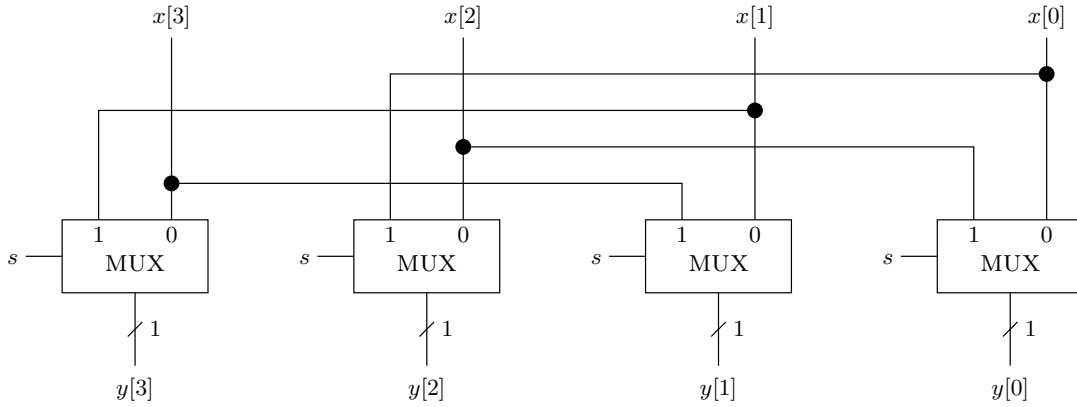 x[3] x[2] x[1] x[0]
1 0 1 0 1 0 1 0
s MUX s MUX s MUX s MUX
1 1 1 1
y[3] y[2] y[1] y[0]